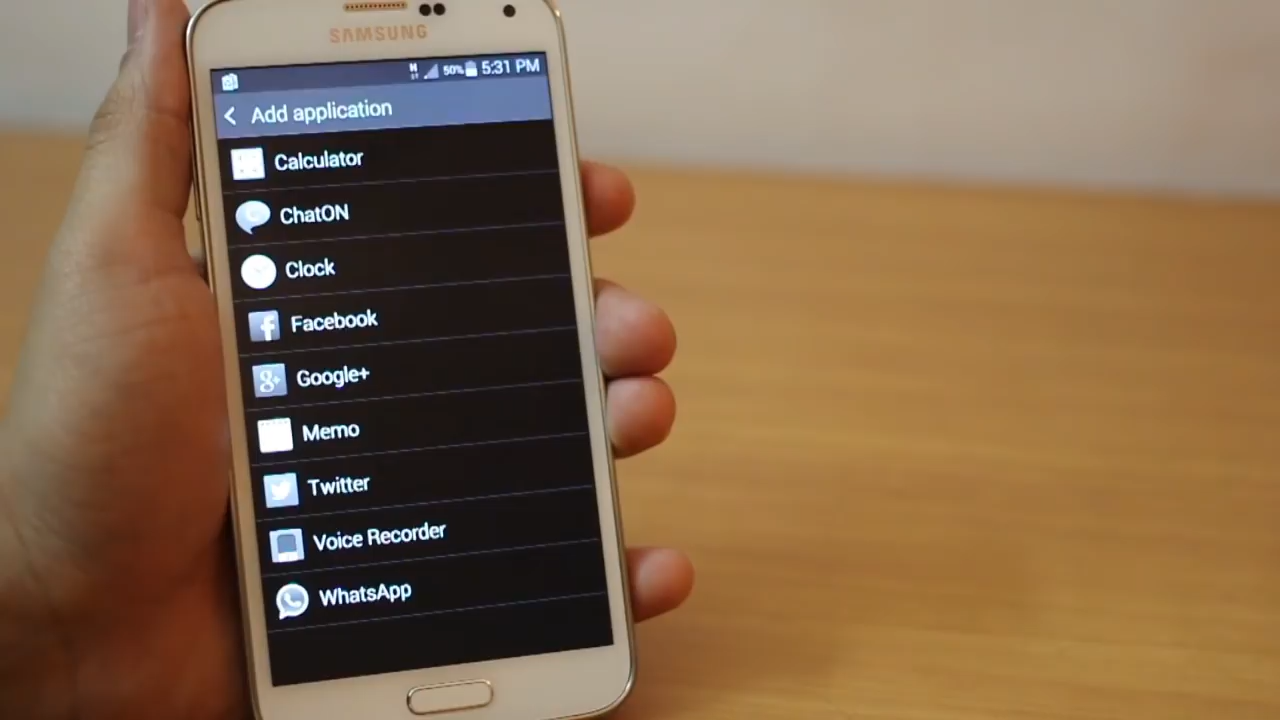 SAMSUNG
50% 5:31 PM
Add application
Calculator
ChatON
Clock
Facebook
Google+
Memo
Twitter
Voice Recorder
WhatsApp